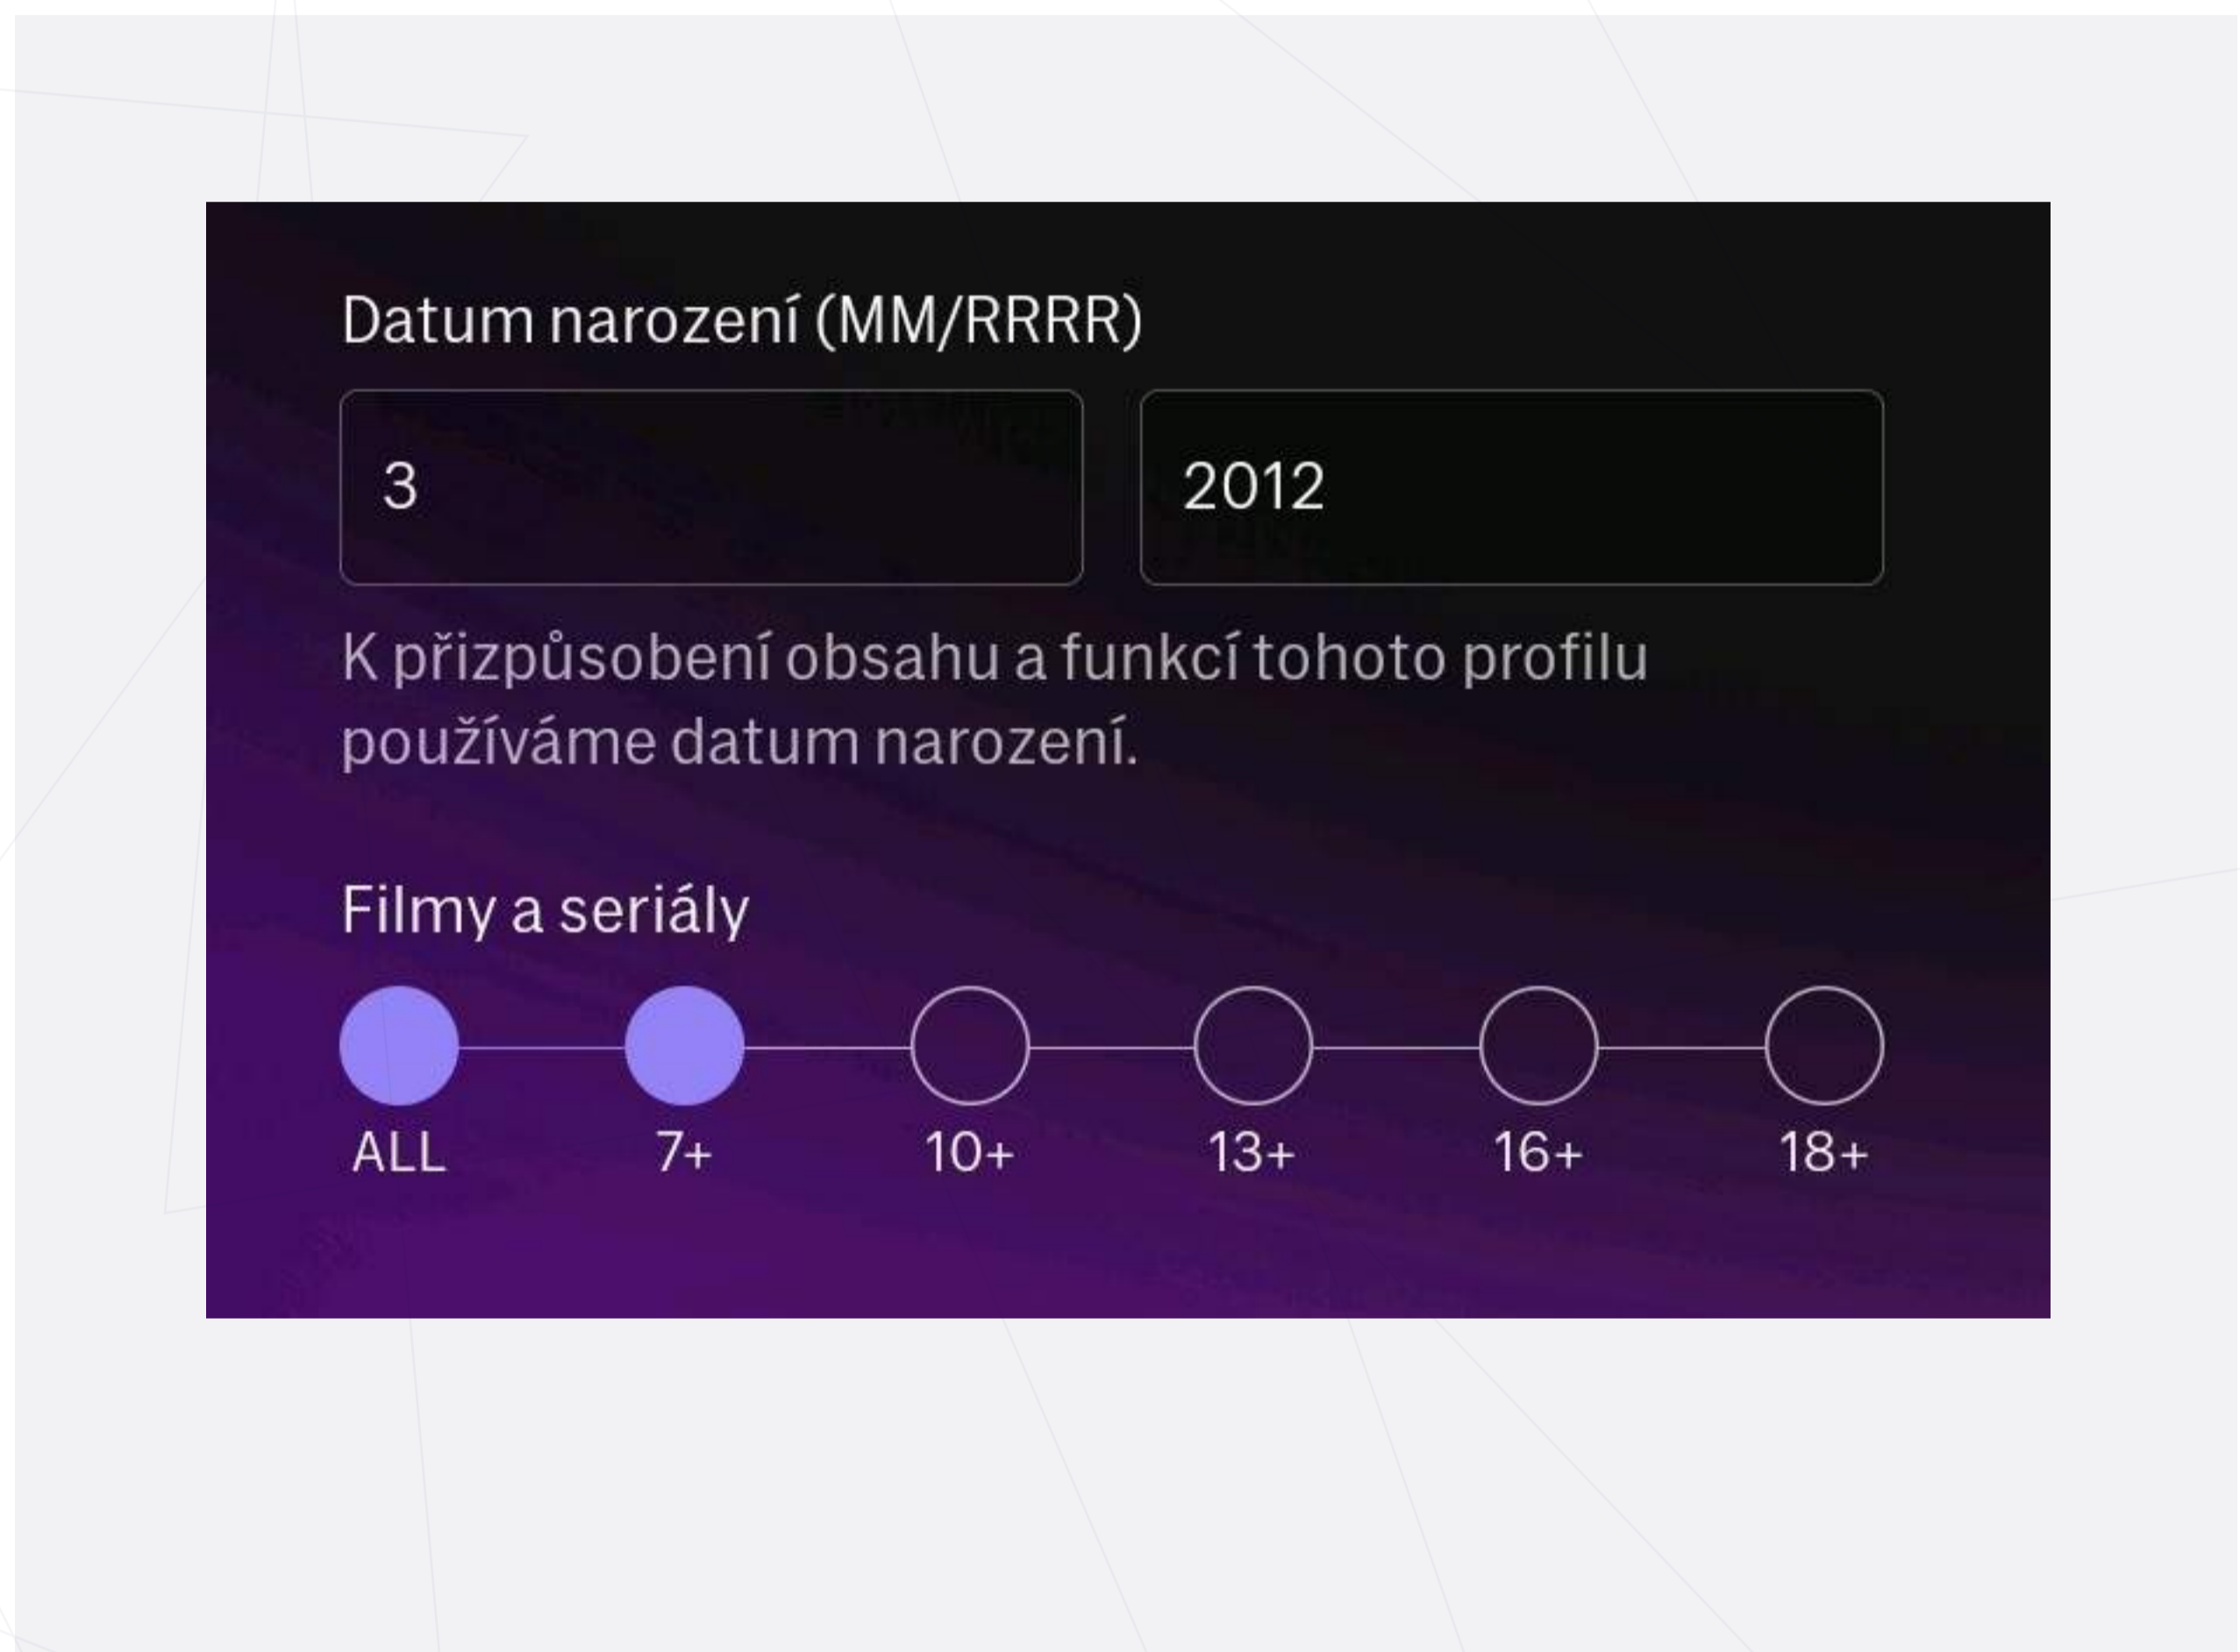 Datum narození (MM/RRRR)
3 2012
K přizpůsobení obsahu a funkcí tohoto profilu
používáme datum narození.
Filmy a seriály
ALL 7+ 10+ 13+ 16+ 18+